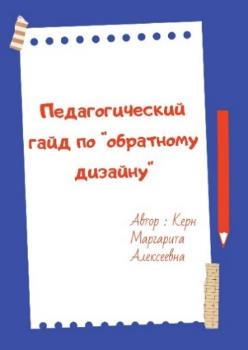 Педагогический
гайд по "обратному
дизайну"
Автор : Керн
Маргарита
Алексеевна